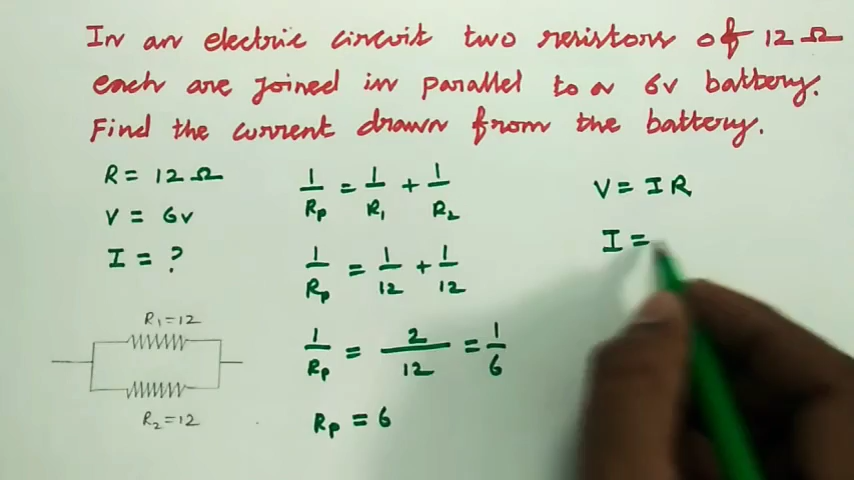 In an electric circuit two resistors of 12 Ω
each are joined in parallel to a 6v battery.
Find the current drawn from the battery.
R = 12 Ω
V = 6v
I = ?
R₁=12
R₂=12
1/Rp = 1/R₁ + 1/R₂
1/Rp = 1/12 + 1/12
1/Rp = 2/12 = 1/6
Rp = 6
V = I R
I =